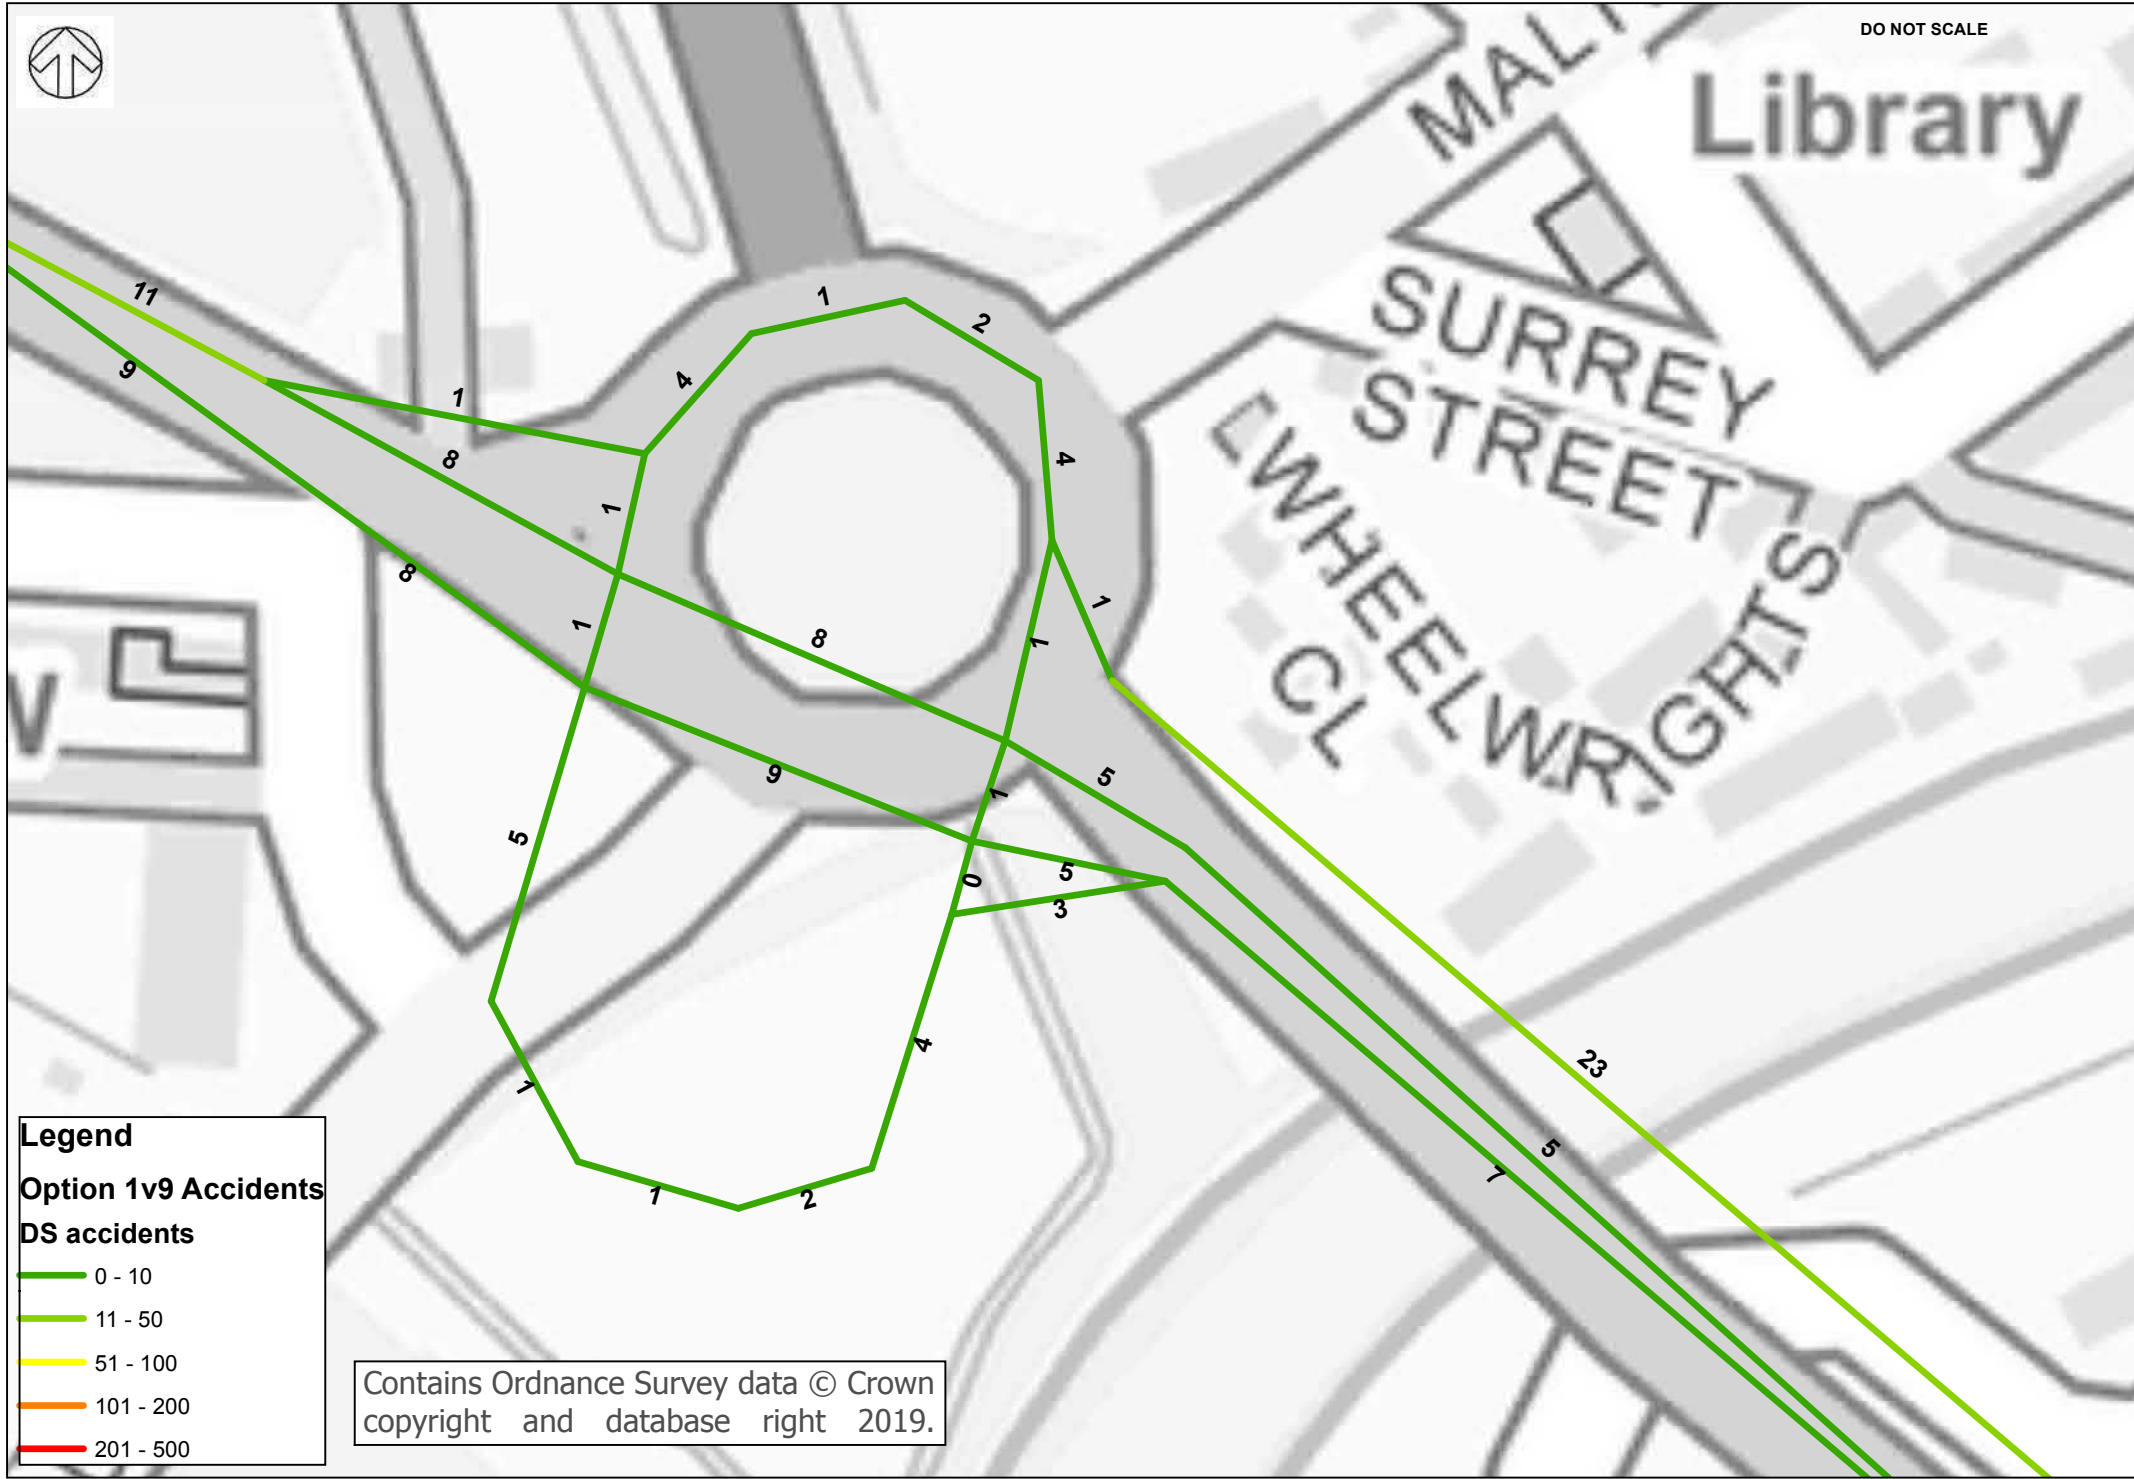 DO NOT SCALE
Library
SURREY
STREET
WHEELWRIGHTS
CL
11
9
1
8
8
4
1
2
4
1
1
8
1
1
1
9
5
5
5
0
3
4
1
1
2
23
5
7
Legend
Option 1v9 Accidents
DS accidents
0 - 10
11 - 50
51 - 100
101 - 200
201 - 500
Contains Ordnance Survey data © Crown
copyright and database right 2019.